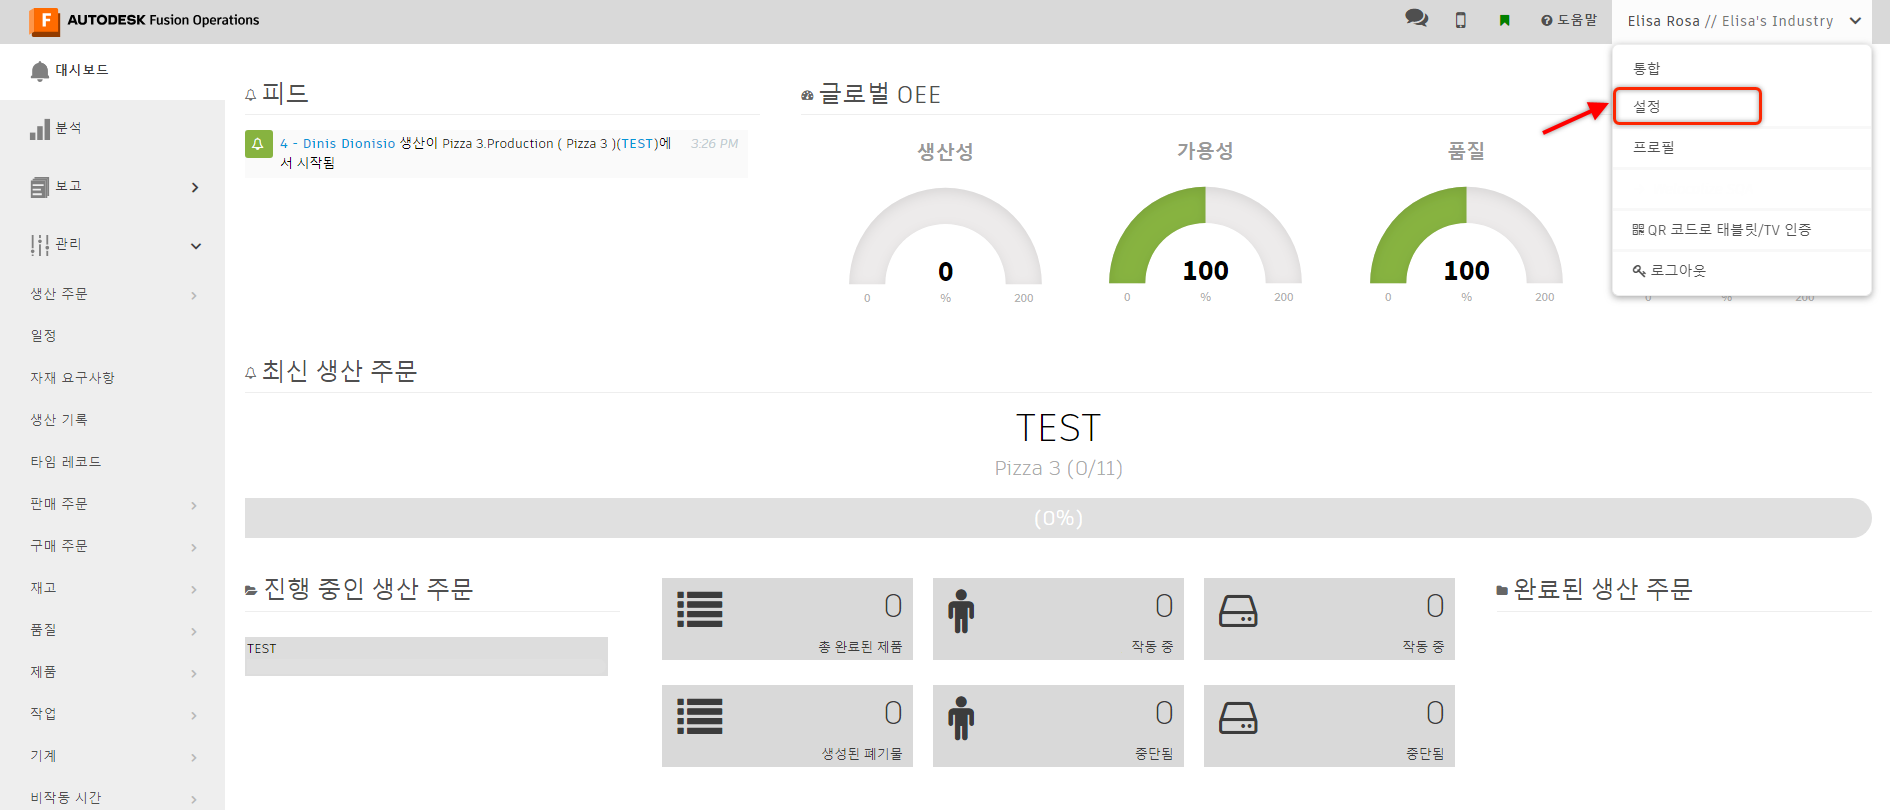 AUTODESK Fusion Operations
도움말
Elisa Rosa // Elisa's Industry
통합
설정
프로필
QR 코드로 태블릿/TV 인증
로그아웃
대시보드
분석
보고
관리
생산 주문
일정
자재 요구사항
생산 기록
타임 레코드
판매 주문
구매 주문
재고
품질
제품
작업
기계
비작동 시간
피드
4 - Dinis Dionisio 생산이 Pizza 3.Production ( Pizza 3 )(TEST)에
서 시작됨
3:26 PM
글로벌 OEE
생산성
0
0 % 200
가용성
100
0 % 200
품질
100
0 % 200
0 % 200
최신 생산 주문
TEST
Pizza 3 (0/11)
(0%)
진행 중인 생산 주문
TEST
0
총 완료된 제품
0
작동 중
0
작동 중
0
생성된 폐기물
0
중단됨
0
중단됨
완료된 생산 주문